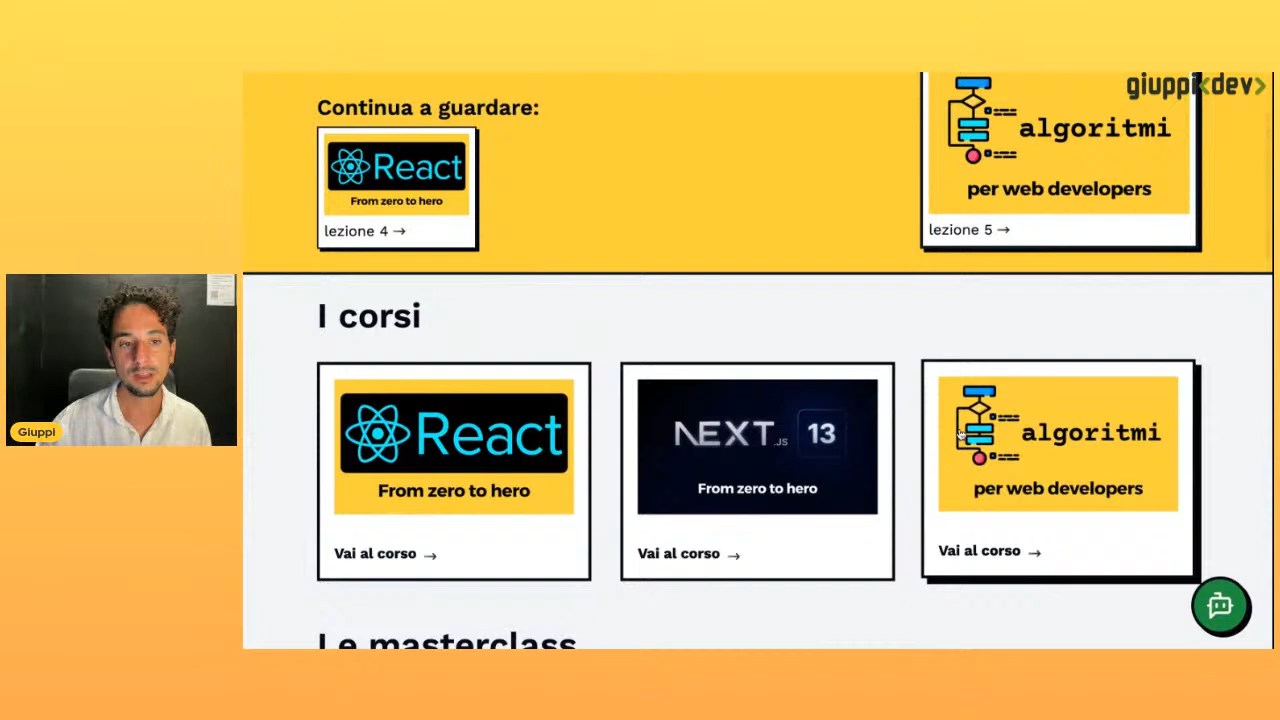 giuppi<dev>
Continua a guardare:
React
From zero to hero
lezione 4 →
algoritmi
per web developers
lezione 5 →
I corsi
React
From zero to hero
Vai al corso →
NEXT.JS 13
From zero to hero
Vai al corso →
algoritmi
per web developers
Vai al corso →
Le masterclass
Giuppi